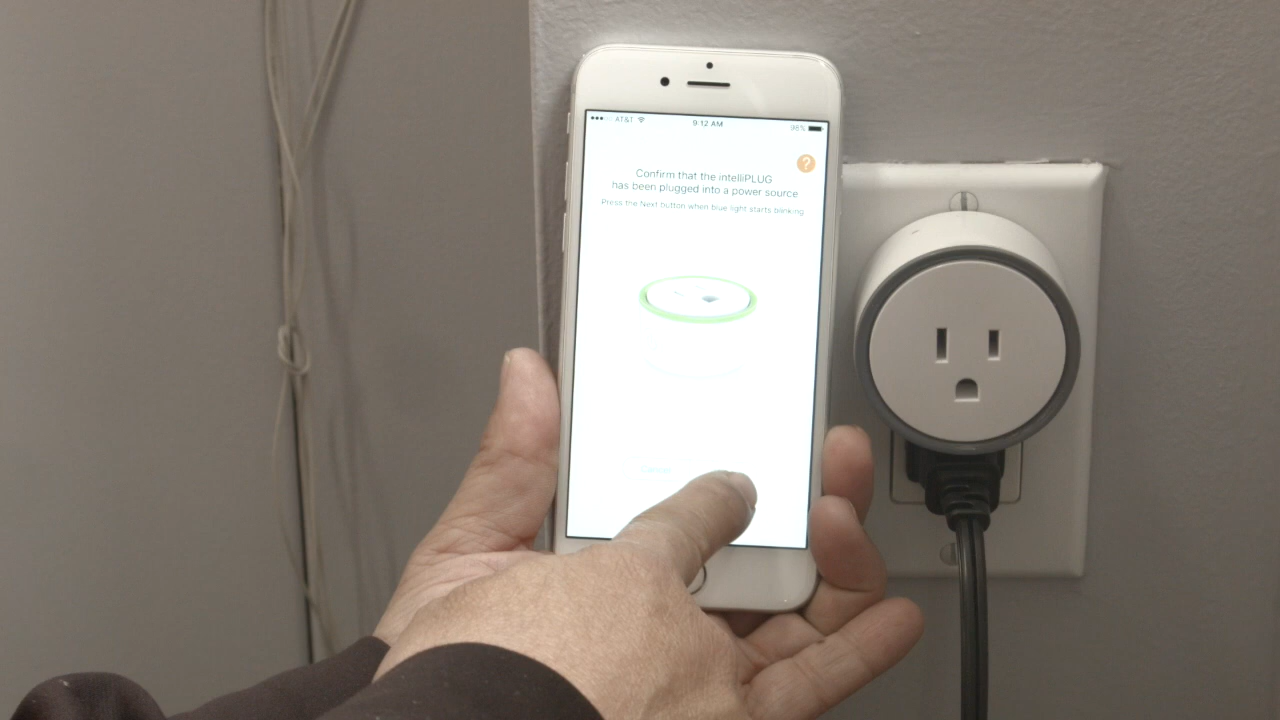 AT&T 9:12 AM 96%
?
Confirm that the intelliPLUG
has been plugged into a power source
Press the Next button when blue light starts blinking
Cancel